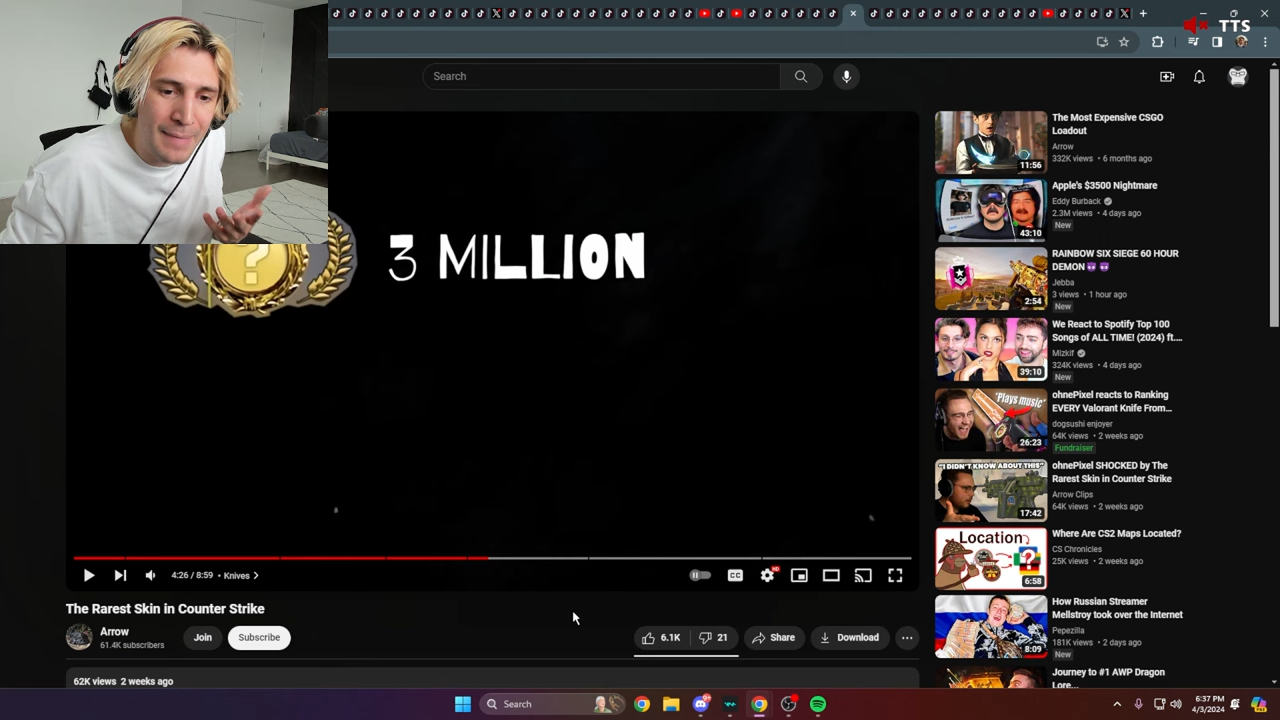 TTS
Search
3 MILLION
4:26 / 8:59 • Knives
CC
HD
The Rarest Skin in Counter Strike
Arrow
61.4K subscribers
Join
Subscribe
6.1K
21
Share
Download
62K views 2 weeks ago
The Most Expensive CSGO
Loadout
Arrow
332K views • 6 months ago
11:56
Apple's $3500 Nightmare
Eddy Burback
2.3M views • 4 days ago
New
43:10
RAINBOW SIX SIEGE 60 HOUR
DEMON
Jebba
3 views • 1 hour ago
New
2:54
We React to Spotify Top 100
Songs of ALL TIME! (2024) ft....
Mizkif
324K views • 4 days ago
New
39:10
ohnePixel reacts to Ranking
EVERY Valorant Knife From...
dogsushi enjoyer
64K views • 2 weeks ago
Fundraiser
*Plays music*
26:23
ohnePixel SHOCKED by The
Rarest Skin in Counter Strike
Arrow Clips
64K views • 2 weeks ago
"I DIDN'T KNOW ABOUT THIS"
17:42
Where Are CS2 Maps Located?
CS Chronicles
25K views • 2 weeks ago
Location
6:58
How Russian Streamer
Mellstroy took over the Internet
Pepezilla
181K views • 2 days ago
New
8:09
Journey to #1 AWP Dragon
Lore...
Search
6:37 PM
4/3/2024